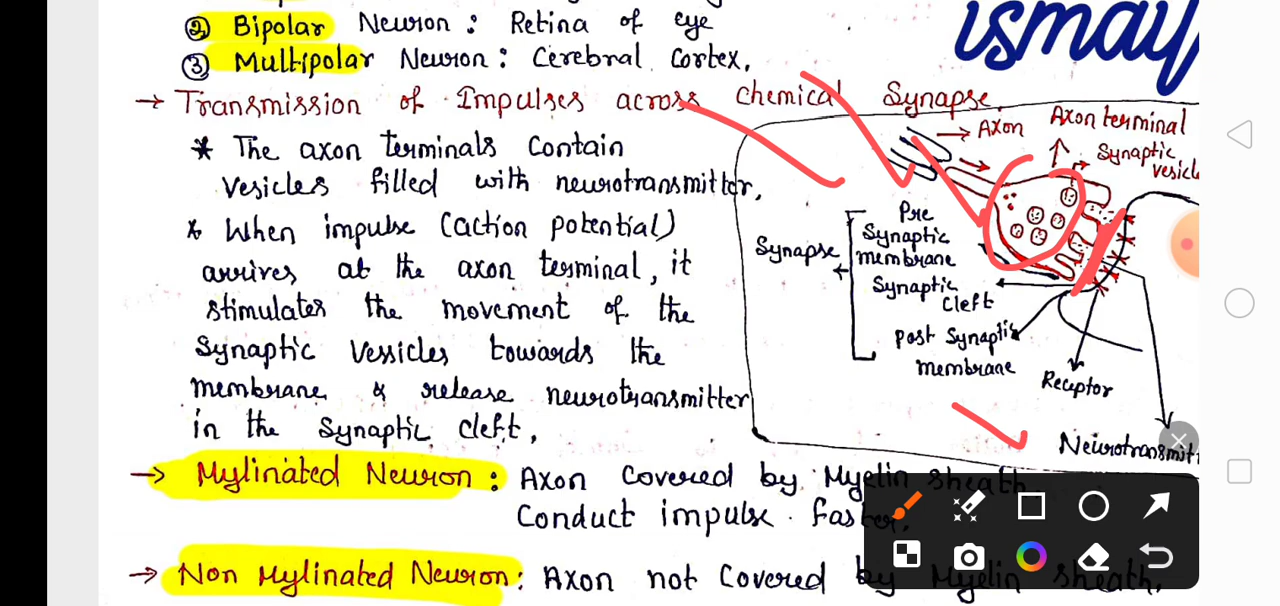 ② Bipolar Neuron : Retina of eye
③ Multipolar Neuron : Cerebral Cortex.
→ Transmission of Impulses across chemical Synapse.
* The axon terminals contain
vesicles filled with neurotransmitter.
* When impulse (action potential)
arrives at the axon terminal, it
stimulates the movement of the
Synaptic Vessicles towards the
membrane & release neurotransmitter
in the Synaptic cleft.
→ Axon
Axon terminal
Synaptic
Synapse
Pre
Synaptic
membrane
Synaptic
cleft
Post Synaptic
membrane
Receptor
→ Mylinated Neuron : Axon Covered by Myelin Sheath
Conduct impulse faster.
→ Non Mylinated Neuron : Axon not Covered by Myelin Sheath.